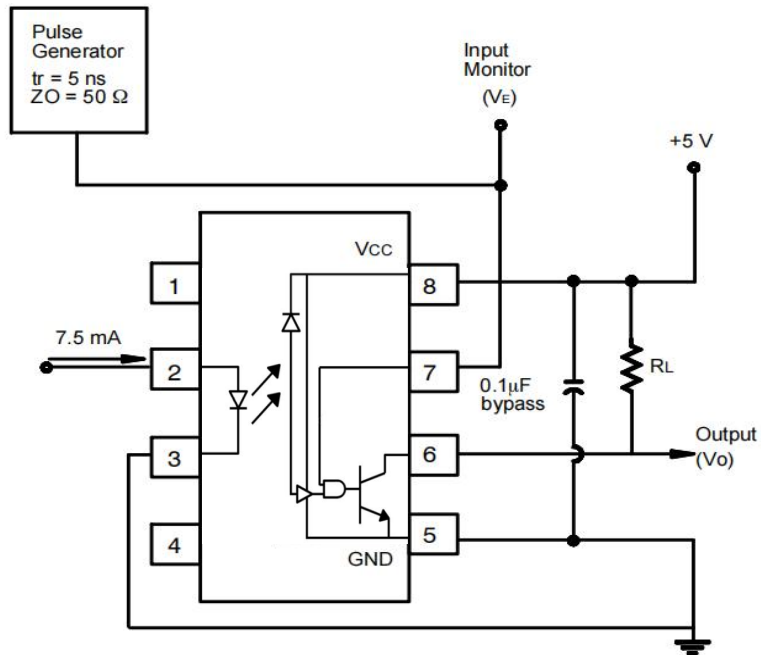 Pulse
Generator
tr = 5 ns
ZO = 50 Ω
Input
Monitor
(VE)
+5 V
VCC
1
8
7.5 mA
2
7
0.1μF
bypass
RL
3
6
Output
(Vo)
4
5
GND